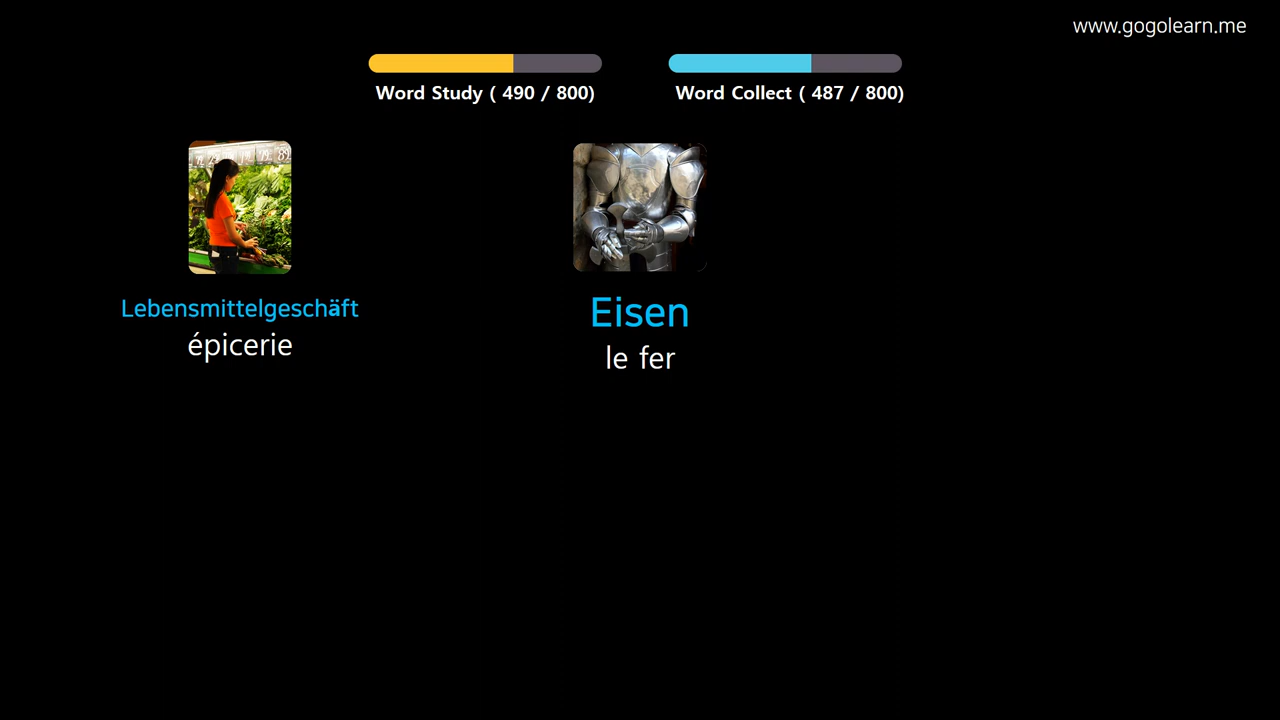 www.gogolearn.me
Word Study ( 490 / 800)
Word Collect ( 487 / 800)
Lebensmittelgeschäft
épicerie
Eisen
le fer